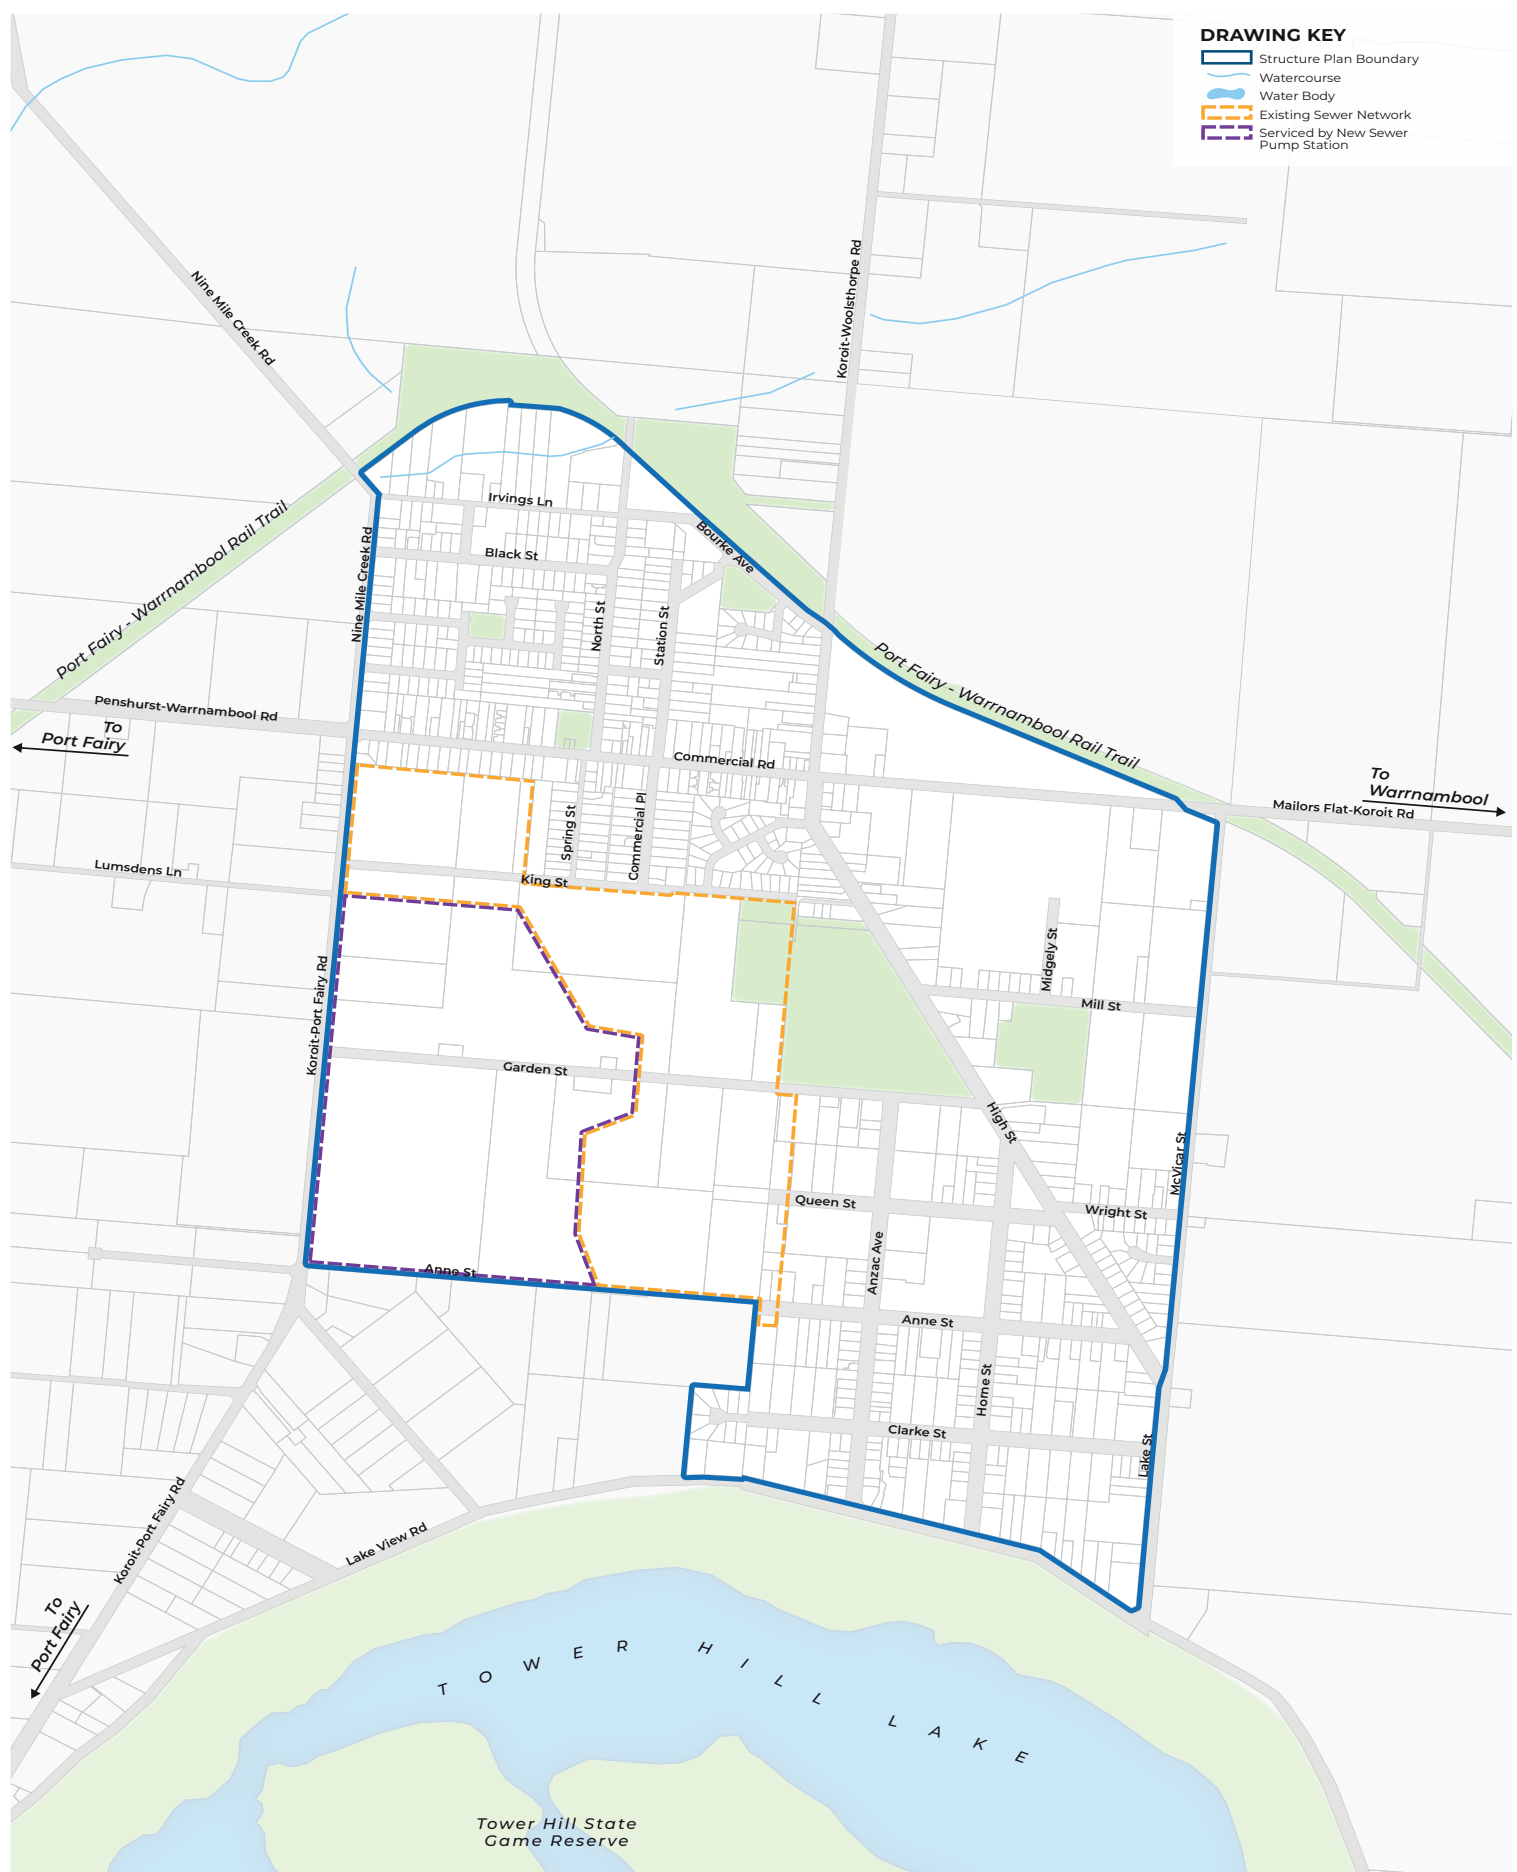 DRAWING KEY
Structure Plan Boundary
Watercourse
Water Body
Existing Sewer Network
Serviced by New Sewer
Pump Station
Nine Mile Creek Rd
Koroit-Woolsthorpe Rd
Irvings Ln
Port Fairy - Warrnambool Rail Trail
Nine Mile Creek Rd
Black St
Bourke Ave
North St
Station St
Port Fairy - Warrnambool Rail Trail
Penshurst-Warrnambool Rd
To
Port Fairy
Commercial Rd
To
Warrnambool
Mailors Flat-Koroit Rd
Spring St
Commercial Pl
Lumsdens Ln
King St
Midgely St
Koroit-Port Fairy Rd
Mill St
Garden St
High St
McVicar St
Queen St
Wright St
Anzac Ave
Anne St
Anne St
Horne St
Clarke St
Lake St
Koroit-Port Fairy Rd
Lake View Rd
To
Port Fairy
TOWER HILL LAKE
Tower Hill State
Game Reserve